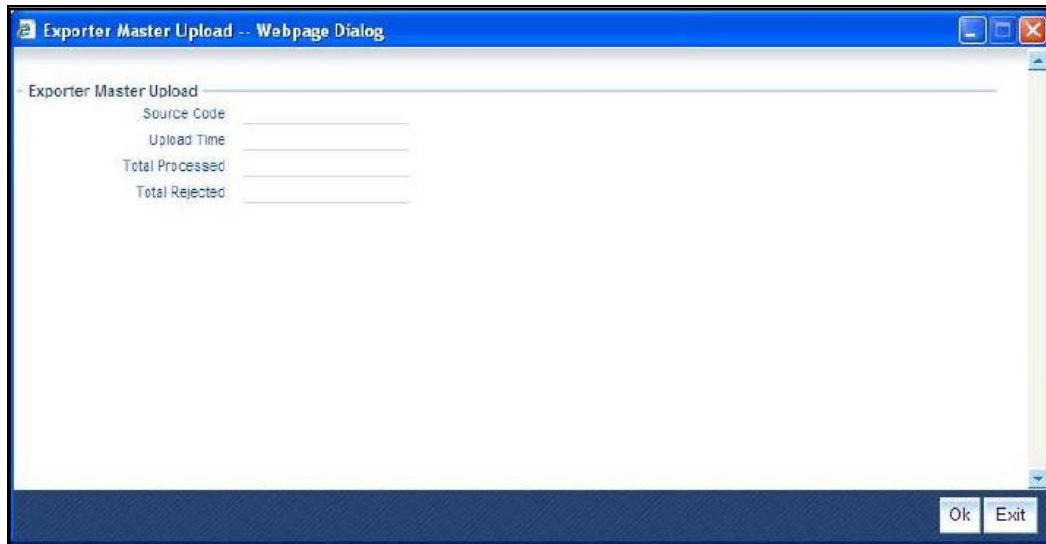 Exporter Master Upload -- Webpage Dialog
Exporter Master Upload
Source Code
Upload Time
Total Processed
Total Rejected
Ok Exit